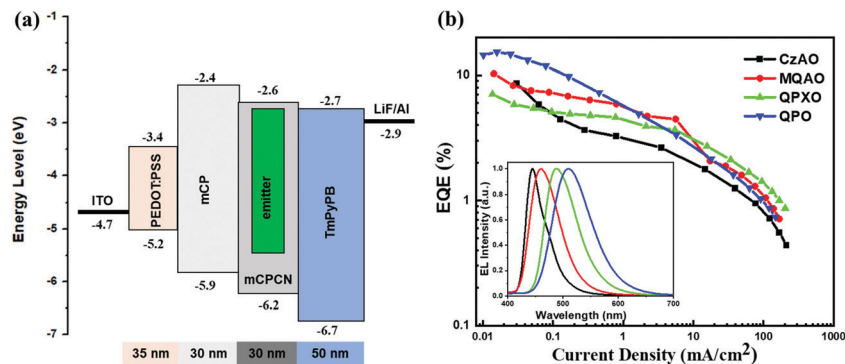 (a)
Energy Level (eV)
-1
-2
-3
-4
-5
-6
-7
ITO
-4.7
-3.4
PEDOT:PSS
-5.2
-2.4
mCP
-5.9
-2.6
emitter
mCPCN
-6.2
-2.7
TmPyPB
-6.7
LiF/Al
-2.9
35 nm 30 nm 30 nm 50 nm
(b)
EQE (%)
10
1
0.1
0.01 0.1 1 10 100 1000
Current Density (mA/cm²)
CzAO
MQAO
QPXO
QPO
EL Intensity (a.u.)
1.0
0.8
0.6
0.4
0.2
0.0
400 500 600 700
Wavelength (nm)